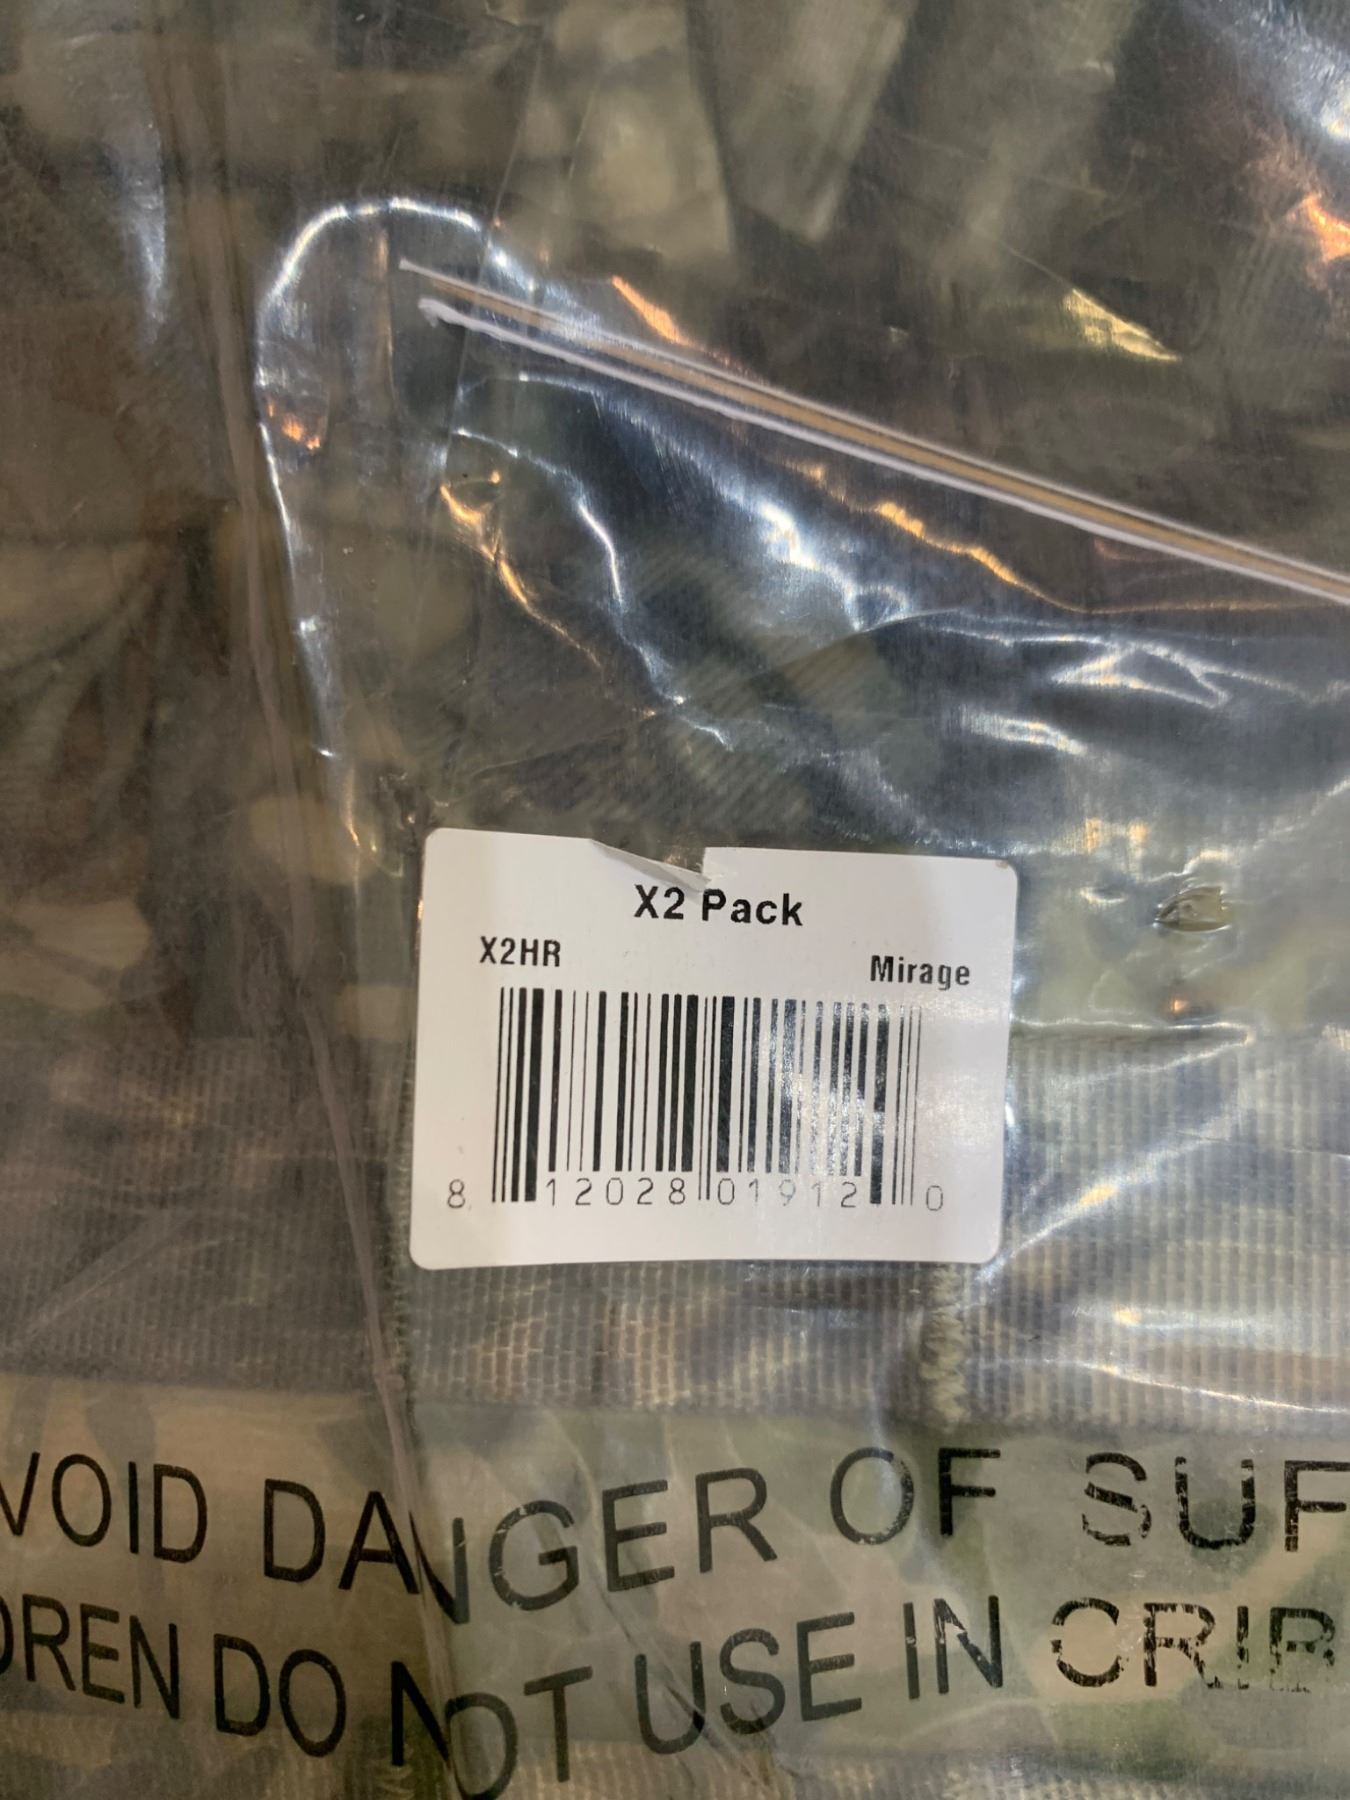 X2 Pack
X2HR
Mirage
8 12028 01912 0
VOID DANGER OF SUF
DREN DO NOT USE IN CRIB